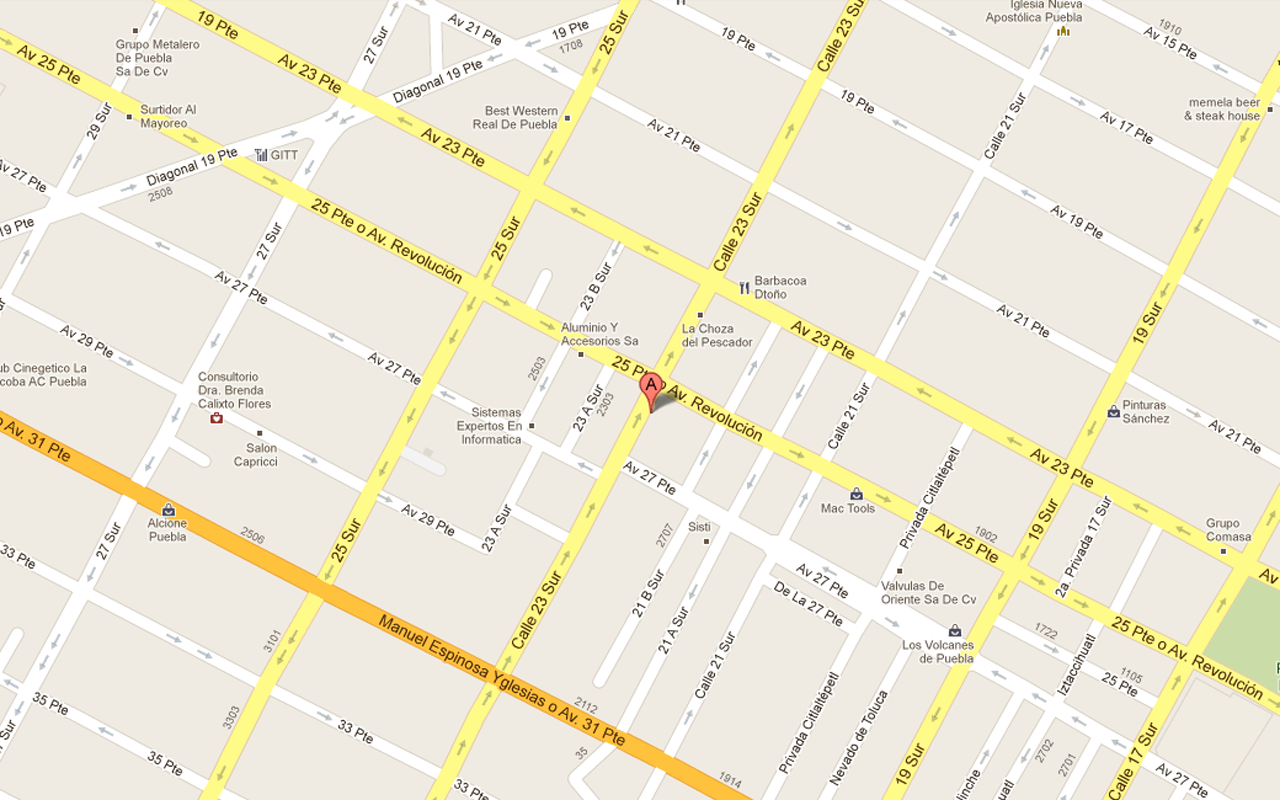 19 Pte
Av 25 Pte
Grupo Metalero
De Puebla
Sa De Cv
Surtidor Al
Mayoreo
29 Sur
27 Sur
Av 23 Pte
Diagonal 19 Pte
Av 21 Pte
19 Pte
1708
25 Sur
19 Pte
Calle 23 Sur
Iglesia Nueva
Apostólica Puebla
1910
Av 15 Pte
memela beer
& steak house
Best Western
Real De Puebla
Av 23 Pte
Av 21 Pte
19 Pte
Calle 21 Sur
Av 17 Pte
GITT
Diagonal 19 Pte
2508
Av 27 Pte
19 Pte
25 Pte o Av. Revolución
27 Sur
25 Sur
Calle 23 Sur
Av 19 Pte
Av 27 Pte
23 B Sur
Barbacoa
Dtoño
La Choza
del Pescador
Av 23 Pte
Av 21 Pte
19 Sur
Av 29 Pte
ub Cinegetico La
coba AC Puebla
Consultorio
Dra. Brenda
Calixto Flores
Av 27 Pte
Aluminio Y
Accesorios Sa
2503
23 A Sur
2303
25 Pte o Av. Revolución
A
Calle 21 Sur
Pinturas
Sánchez
Av 21 Pte
Sistemas
Expertos En
Informatica
Salon
Capricci
o Av. 31 Pte
Alcione
Puebla
Av 27 Pte
Mac Tools
Privada Citlaltépetl
Av 23 Pte
Av 29 Pte
23 A Sur
2506
27 Sur
25 Sur
33 Pte
Sisti
2707
1902
Av 25 Pte
19 Sur
2a. Privada 17 Sur
Grupo
Comasa
Av
Valvulas De
Oriente Sa De Cv
Av 27 Pte
De La 27 Pte
21 B Sur
21 A Sur
Calle 21 Sur
Calle 23 Sur
Manuel Espinosa Yglesias o Av. 31 Pte
2112
3101
3303
33 Pte
35 Pte
35 Pte
Los Volcanes
de Puebla
1722
1105
25 Pte
25 Pte o Av. Revolución
Iztaccihuatl
Privada Citlaltépetl
Nevado de Toluca
19 Sur
2702
2701
Calle 17 Sur
Av 27 Pte
35
1914
33 Pte